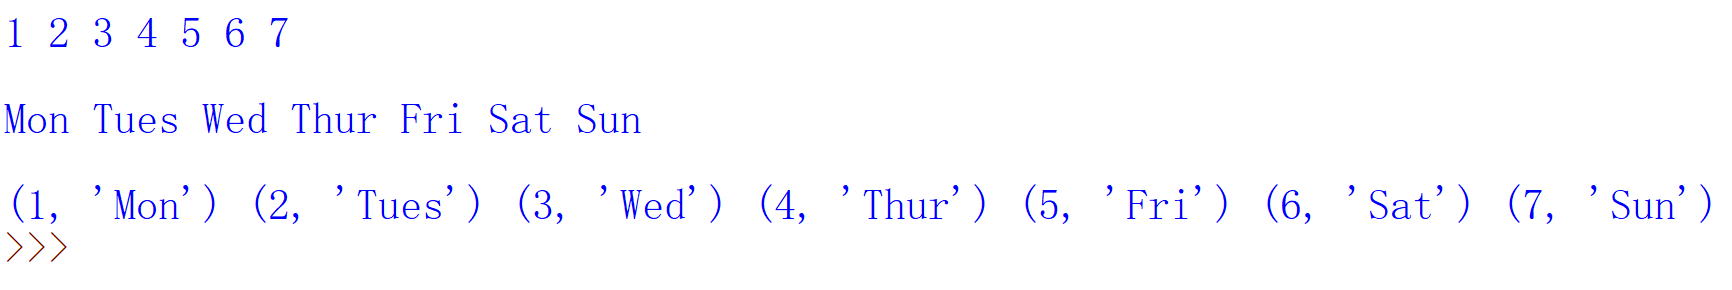 1 2 3 4 5 6 7
Mon Tues Wed Thur Fri Sat Sun
(1, 'Mon') (2, 'Tues') (3, 'Wed') (4, 'Thur') (5, 'Fri') (6, 'Sat') (7, 'Sun')
>>>